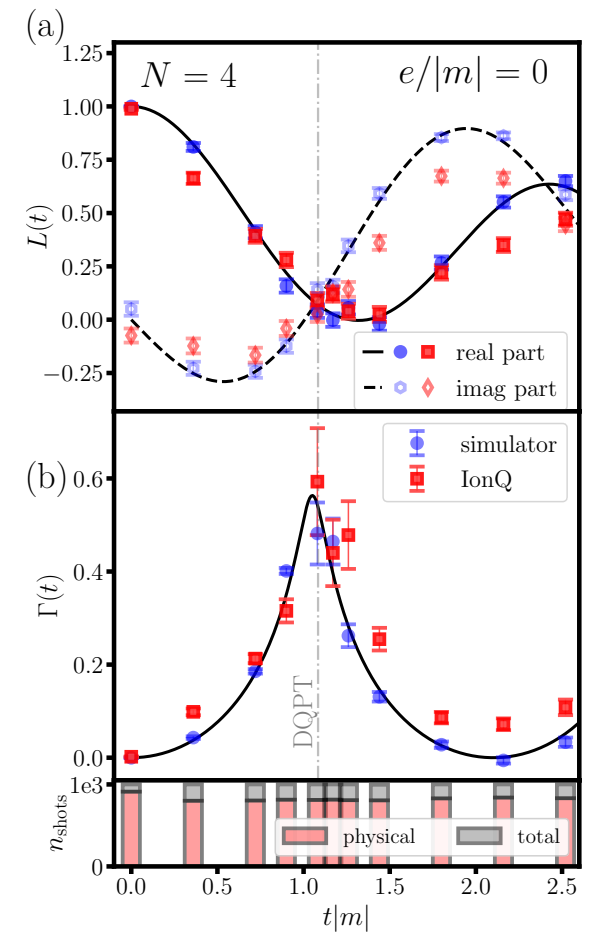 (a)
N = 4
e/|m| = 0
1.25
1.00
0.75
0.50
0.25
0.00
−0.25
L(t)
real part
imag part
(b)
simulator
IonQ
0.6
0.4
0.2
0.0
Γ(t)
DQPT
1e3
0
n_shots
physical
total
0.0 0.5 1.0 1.5 2.0 2.5
t|m|